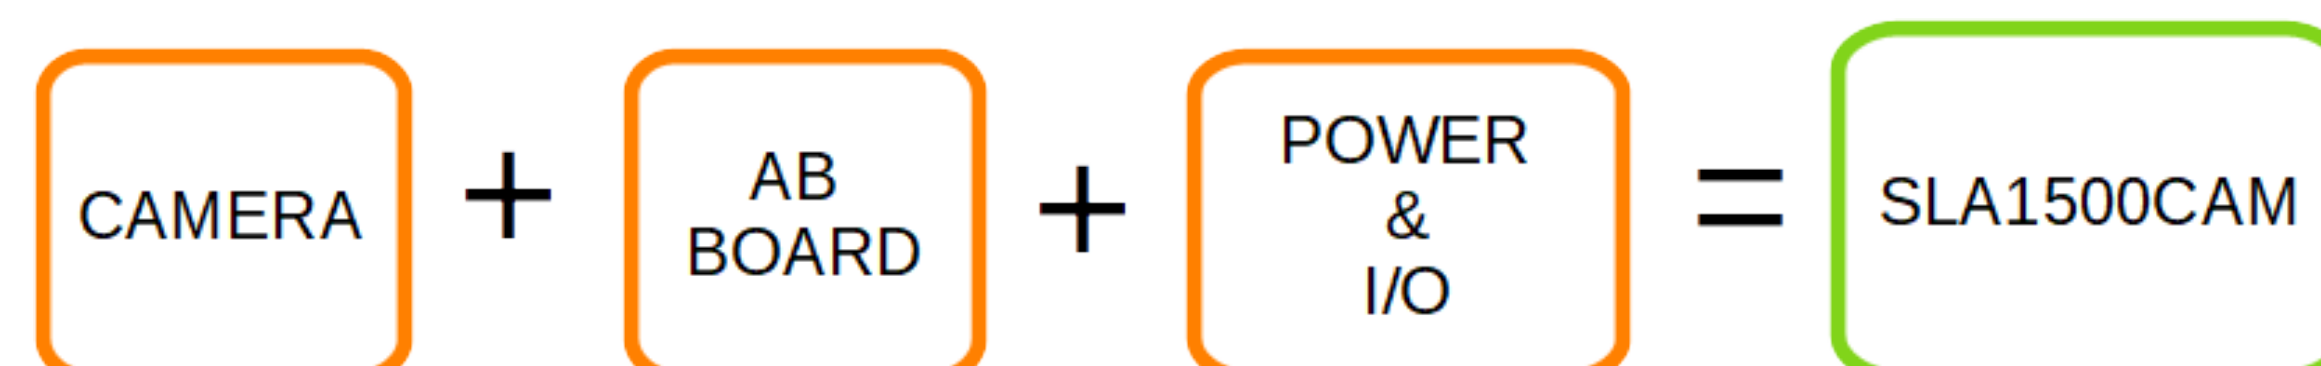 CAMERA
+
AB
BOARD
+
POWER
&
I/O
=
SLA1500CAM